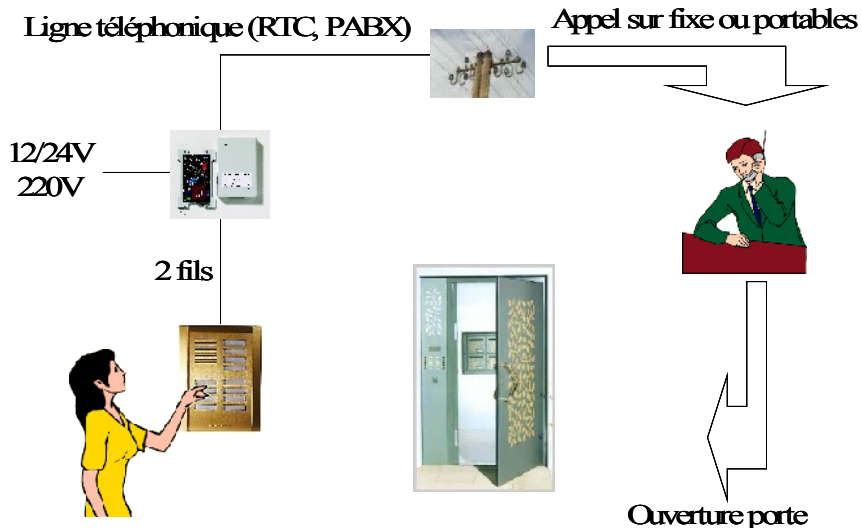 Ligne téléphonique (RTC, PABX)
Appel sur fixe ou portables
12/24V
220V
2 fils
Ouverture porte